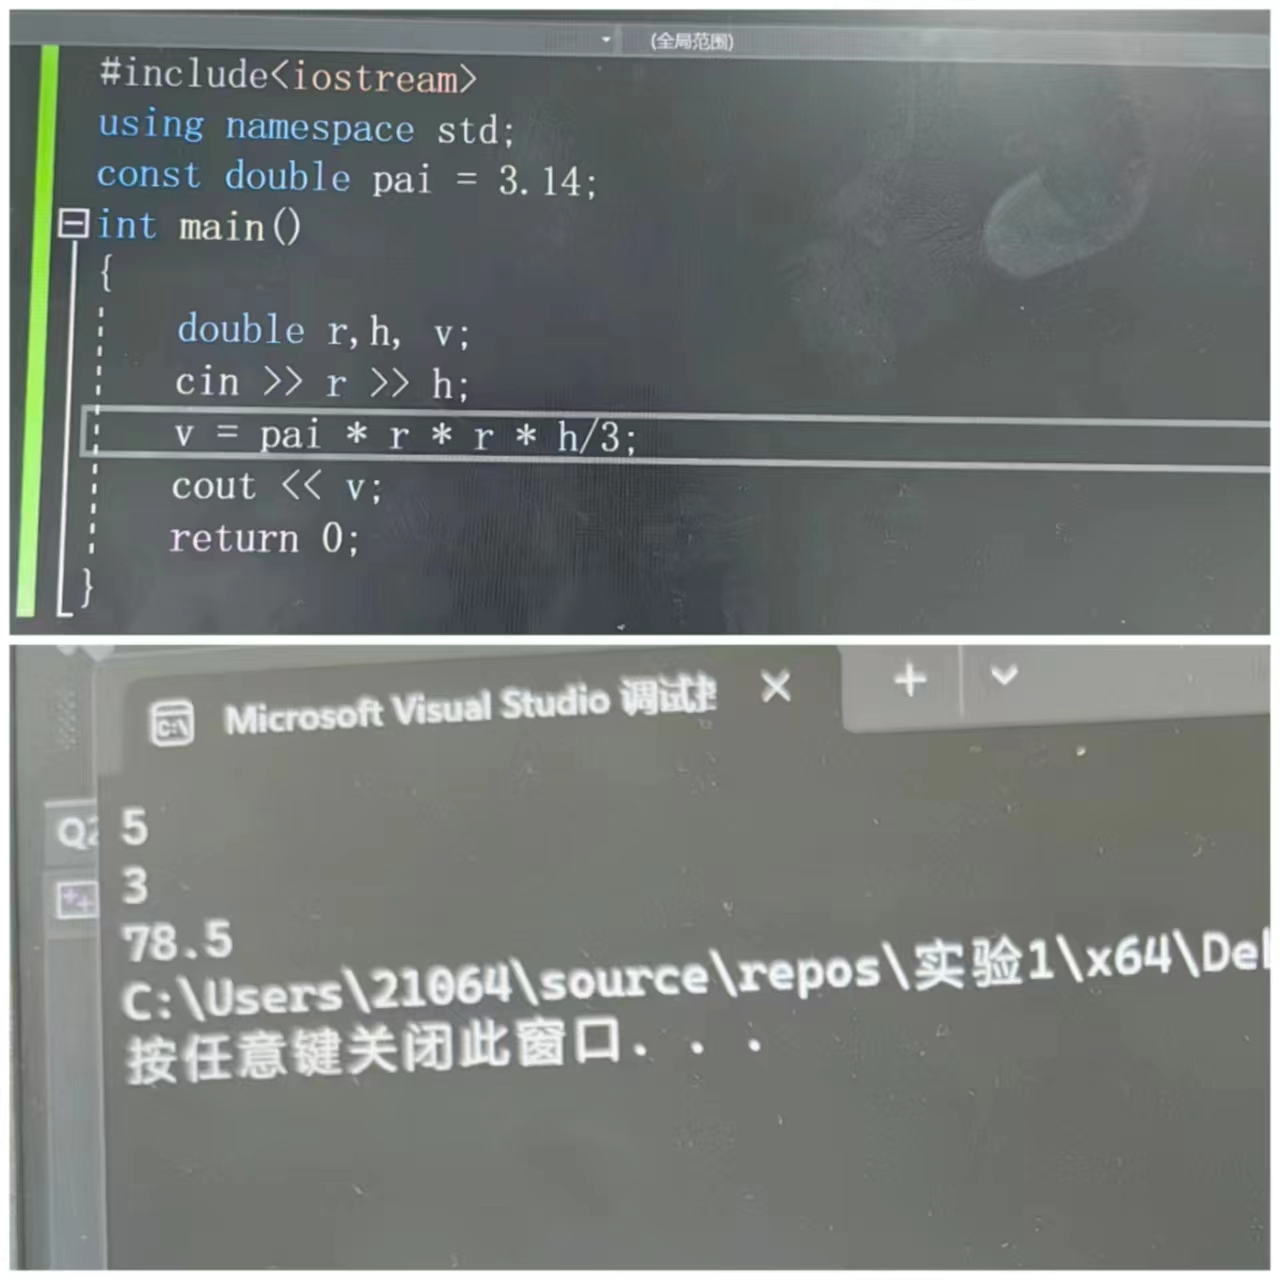 (全局范围)
#include<iostream>
using namespace std;
const double pai = 3.14;
int main()
{
double r,h, v;
cin >> r >> h;
v = pai * r * r * h/3;
cout << v;
return 0;
}
Microsoft Visual Studio 调试
5
3
78.5
C:\Users\21064\source\repos\实验1\x64\De
按任意键关闭此窗口. . .